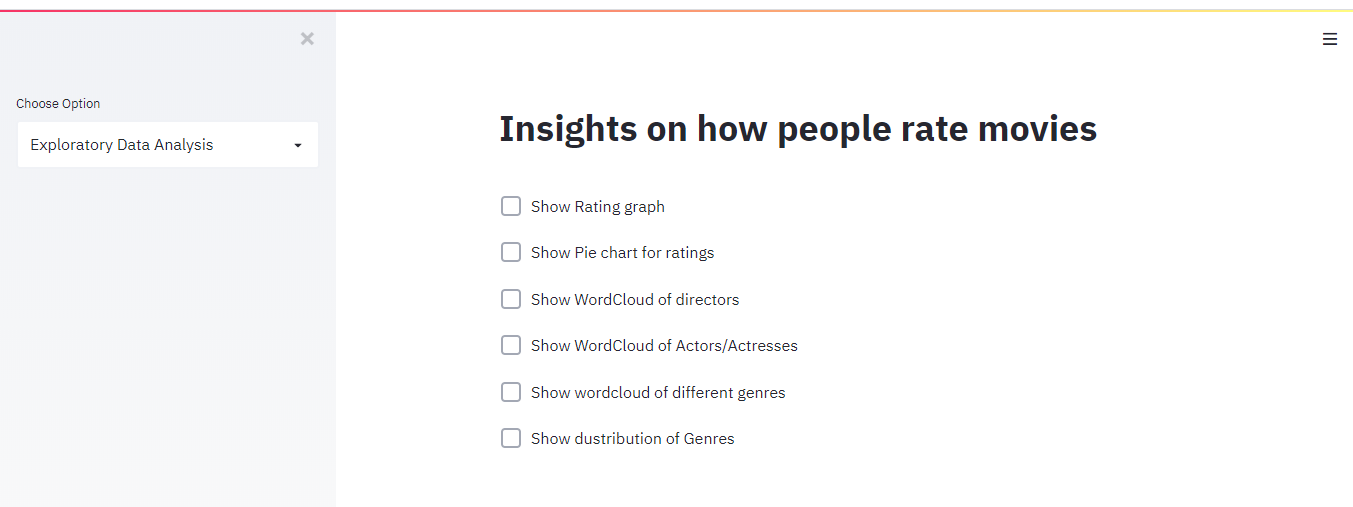 Choose Option
Exploratory Data Analysis
Insights on how people rate movies
Show Rating graph
Show Pie chart for ratings
Show WordCloud of directors
Show WordCloud of Actors/Actresses
Show wordcloud of different genres
Show dustribution of Genres